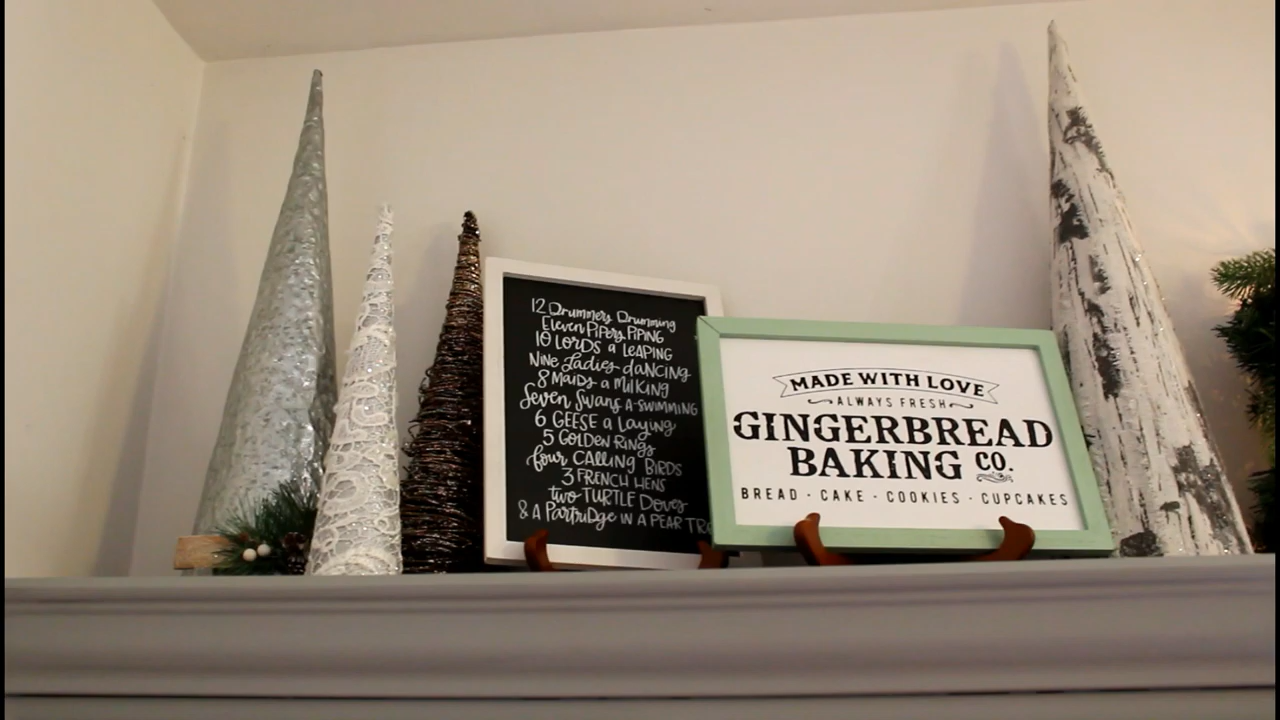 12 Drummers Drumming
Eleven Pipers PIPING
10 LORDS a LEAPING
Nine Ladies dANCING
8 Maids a MilKING
Seven Swans A-SWIMMING
6 GEESE a Laying
5 GOLDEN RINGS
four CALLING BIRDS
3 FRENCH HENS
two TURTLE Doves
& A PartriDge IN A PEAR TR
MADE WITH LOVE
ALWAYS FRESH
GINGERBREAD
BAKING CO.
BREAD · CAKE · COOKIES · CUPCAKES